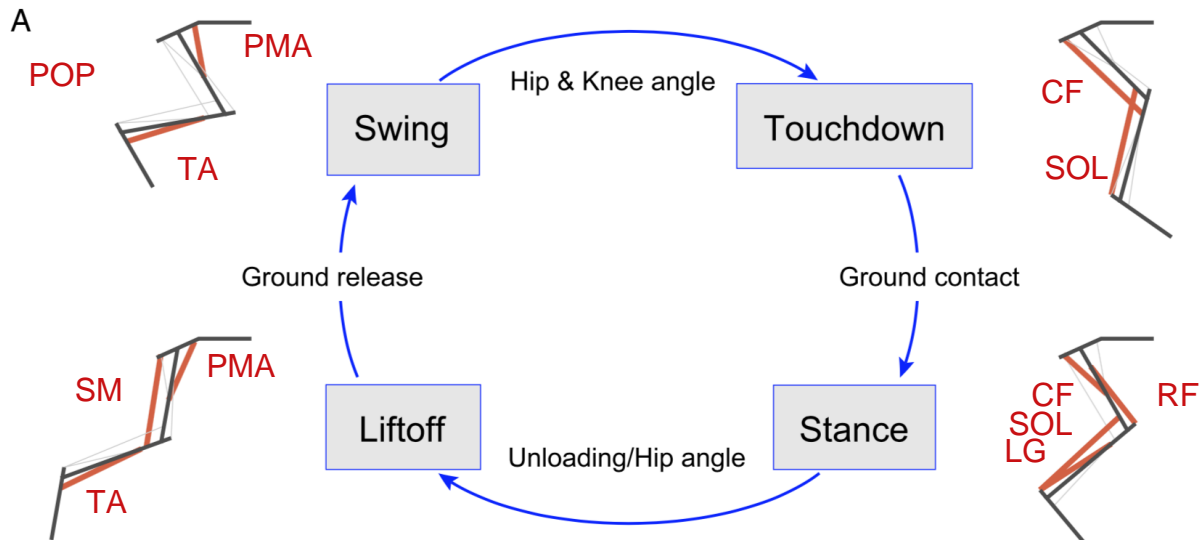 A
POP
PMA
TA
Swing
Hip & Knee angle
Touchdown
CF
SOL
Ground release
Ground contact
SM
PMA
TA
Liftoff
Unloading/Hip angle
Stance
CF
RF
SOL
LG